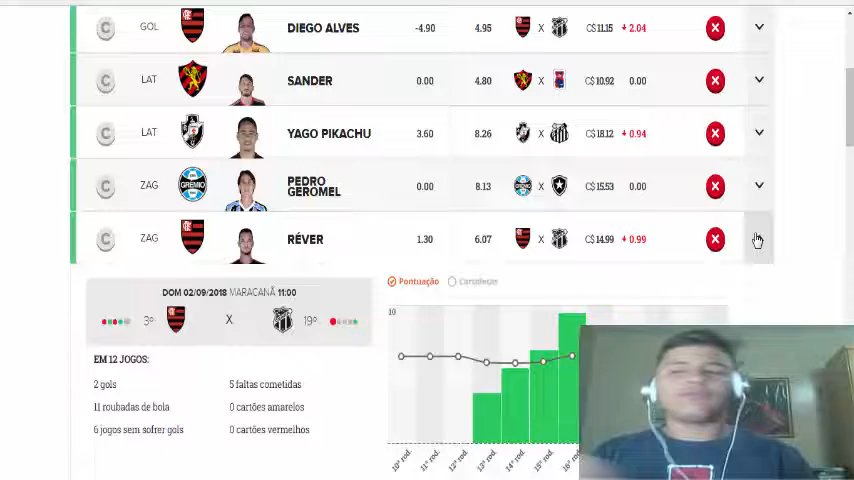 C GOL DIEGO ALVES -4.90 4.95 X C$ 11.15 2.04
C LAT SANDER 0.00 4.80 X C$ 10.92 0.00
C LAT YAGO PIKACHU 3.60 8.26 X C$ 18.12 0.94
C ZAG PEDRO GEROMEL 0.00 8.13 X C$ 15.53 0.00
C ZAG RÉVER 1.30 6.07 X C$ 14.99 0.99
Pontuação Cartoletas
DOM 02/09/2018 MARACANÃ 11:00
3º X 19º
EM 12 JOGOS:
2 gols 5 faltas cometidas
11 roubadas de bola 0 cartões amarelos
6 jogos sem sofrer gols 0 cartões vermelhos
10
10ª rod. 11ª rod. 12ª rod. 13ª rod. 14ª rod. 15ª rod. 16ª rod.